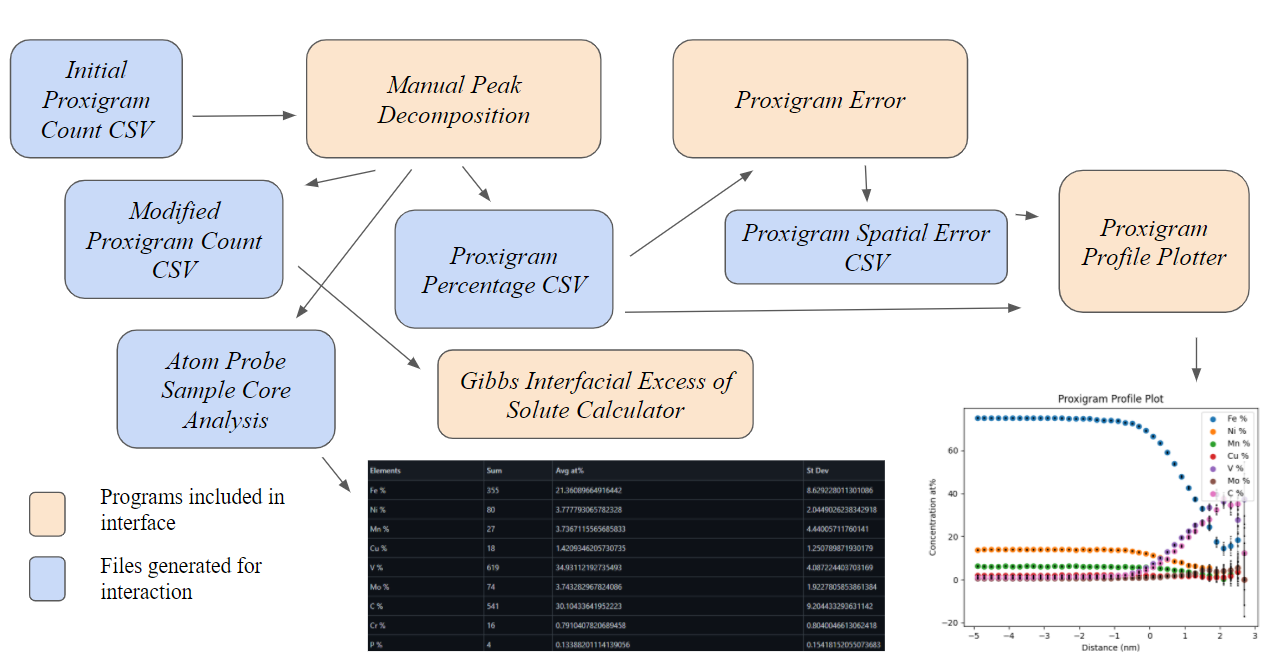 Initial
Proxigram
Count CSV
Manual Peak
Decomposition
Proxigram Error
Modified
Proxigram Count
CSV
Proxigram
Percentage CSV
Proxigram Spatial Error
CSV
Proxigram
Profile Plotter
Atom Probe
Sample Core
Analysis
Gibbs Interfacial Excess of
Solute Calculator
Programs included in
interface
Files generated for
interaction
Elements Sum Avg at% St Dev
Fe % 355 21.36089664916442 8.629228011301086
Ni % 80 3.777793065782328 2.0449026238342918
Mn % 27 3.7367115565685833 4.44005711760141
Cu % 18 1.4209346205730735 1.250789871930179
V % 619 34.93112192735493 4.087224403703169
Mo % 74 3.743282967824086 1.9227805853861384
C % 541 30.10433641952223 9.204433293631142
Cr % 16 0.7910407820689458 0.8040046613062418
P % 4 0.13388201114139056 0.15418152055073683
Proxigram Profile Plot
Fe %
Ni %
Mn %
Cu %
V %
Mo %
C %
Concentration at%
60
40
20
0
−20
−5 −4 −3 −2 −1 0 1 2 3
Distance (nm)